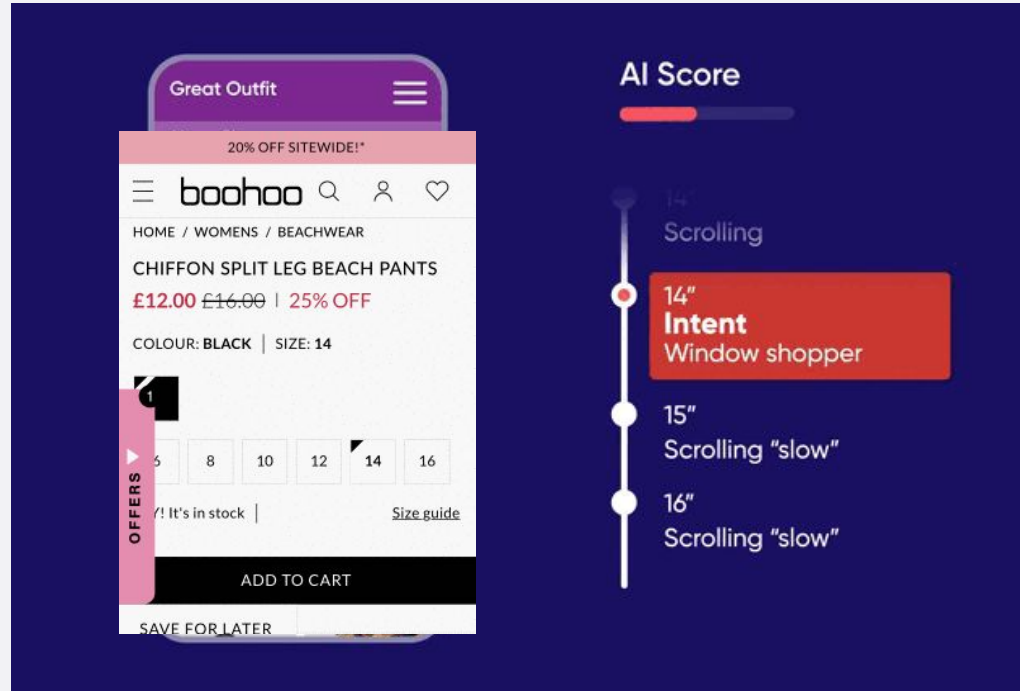 Great Outfit
20% OFF SITEWIDE!*
boohoo
HOME / WOMENS / BEACHWEAR
CHIFFON SPLIT LEG BEACH PANTS
£12.00 £16.00 | 25% OFF
COLOUR: BLACK | SIZE: 14
1
6 8 10 12 14 16
Y! It's in stock | Size guide
OFFERS
ADD TO CART
SAVE FOR LATER
AI Score
14"
Scrolling
14"
Intent
Window shopper
15"
Scrolling "slow"
16"
Scrolling "slow"